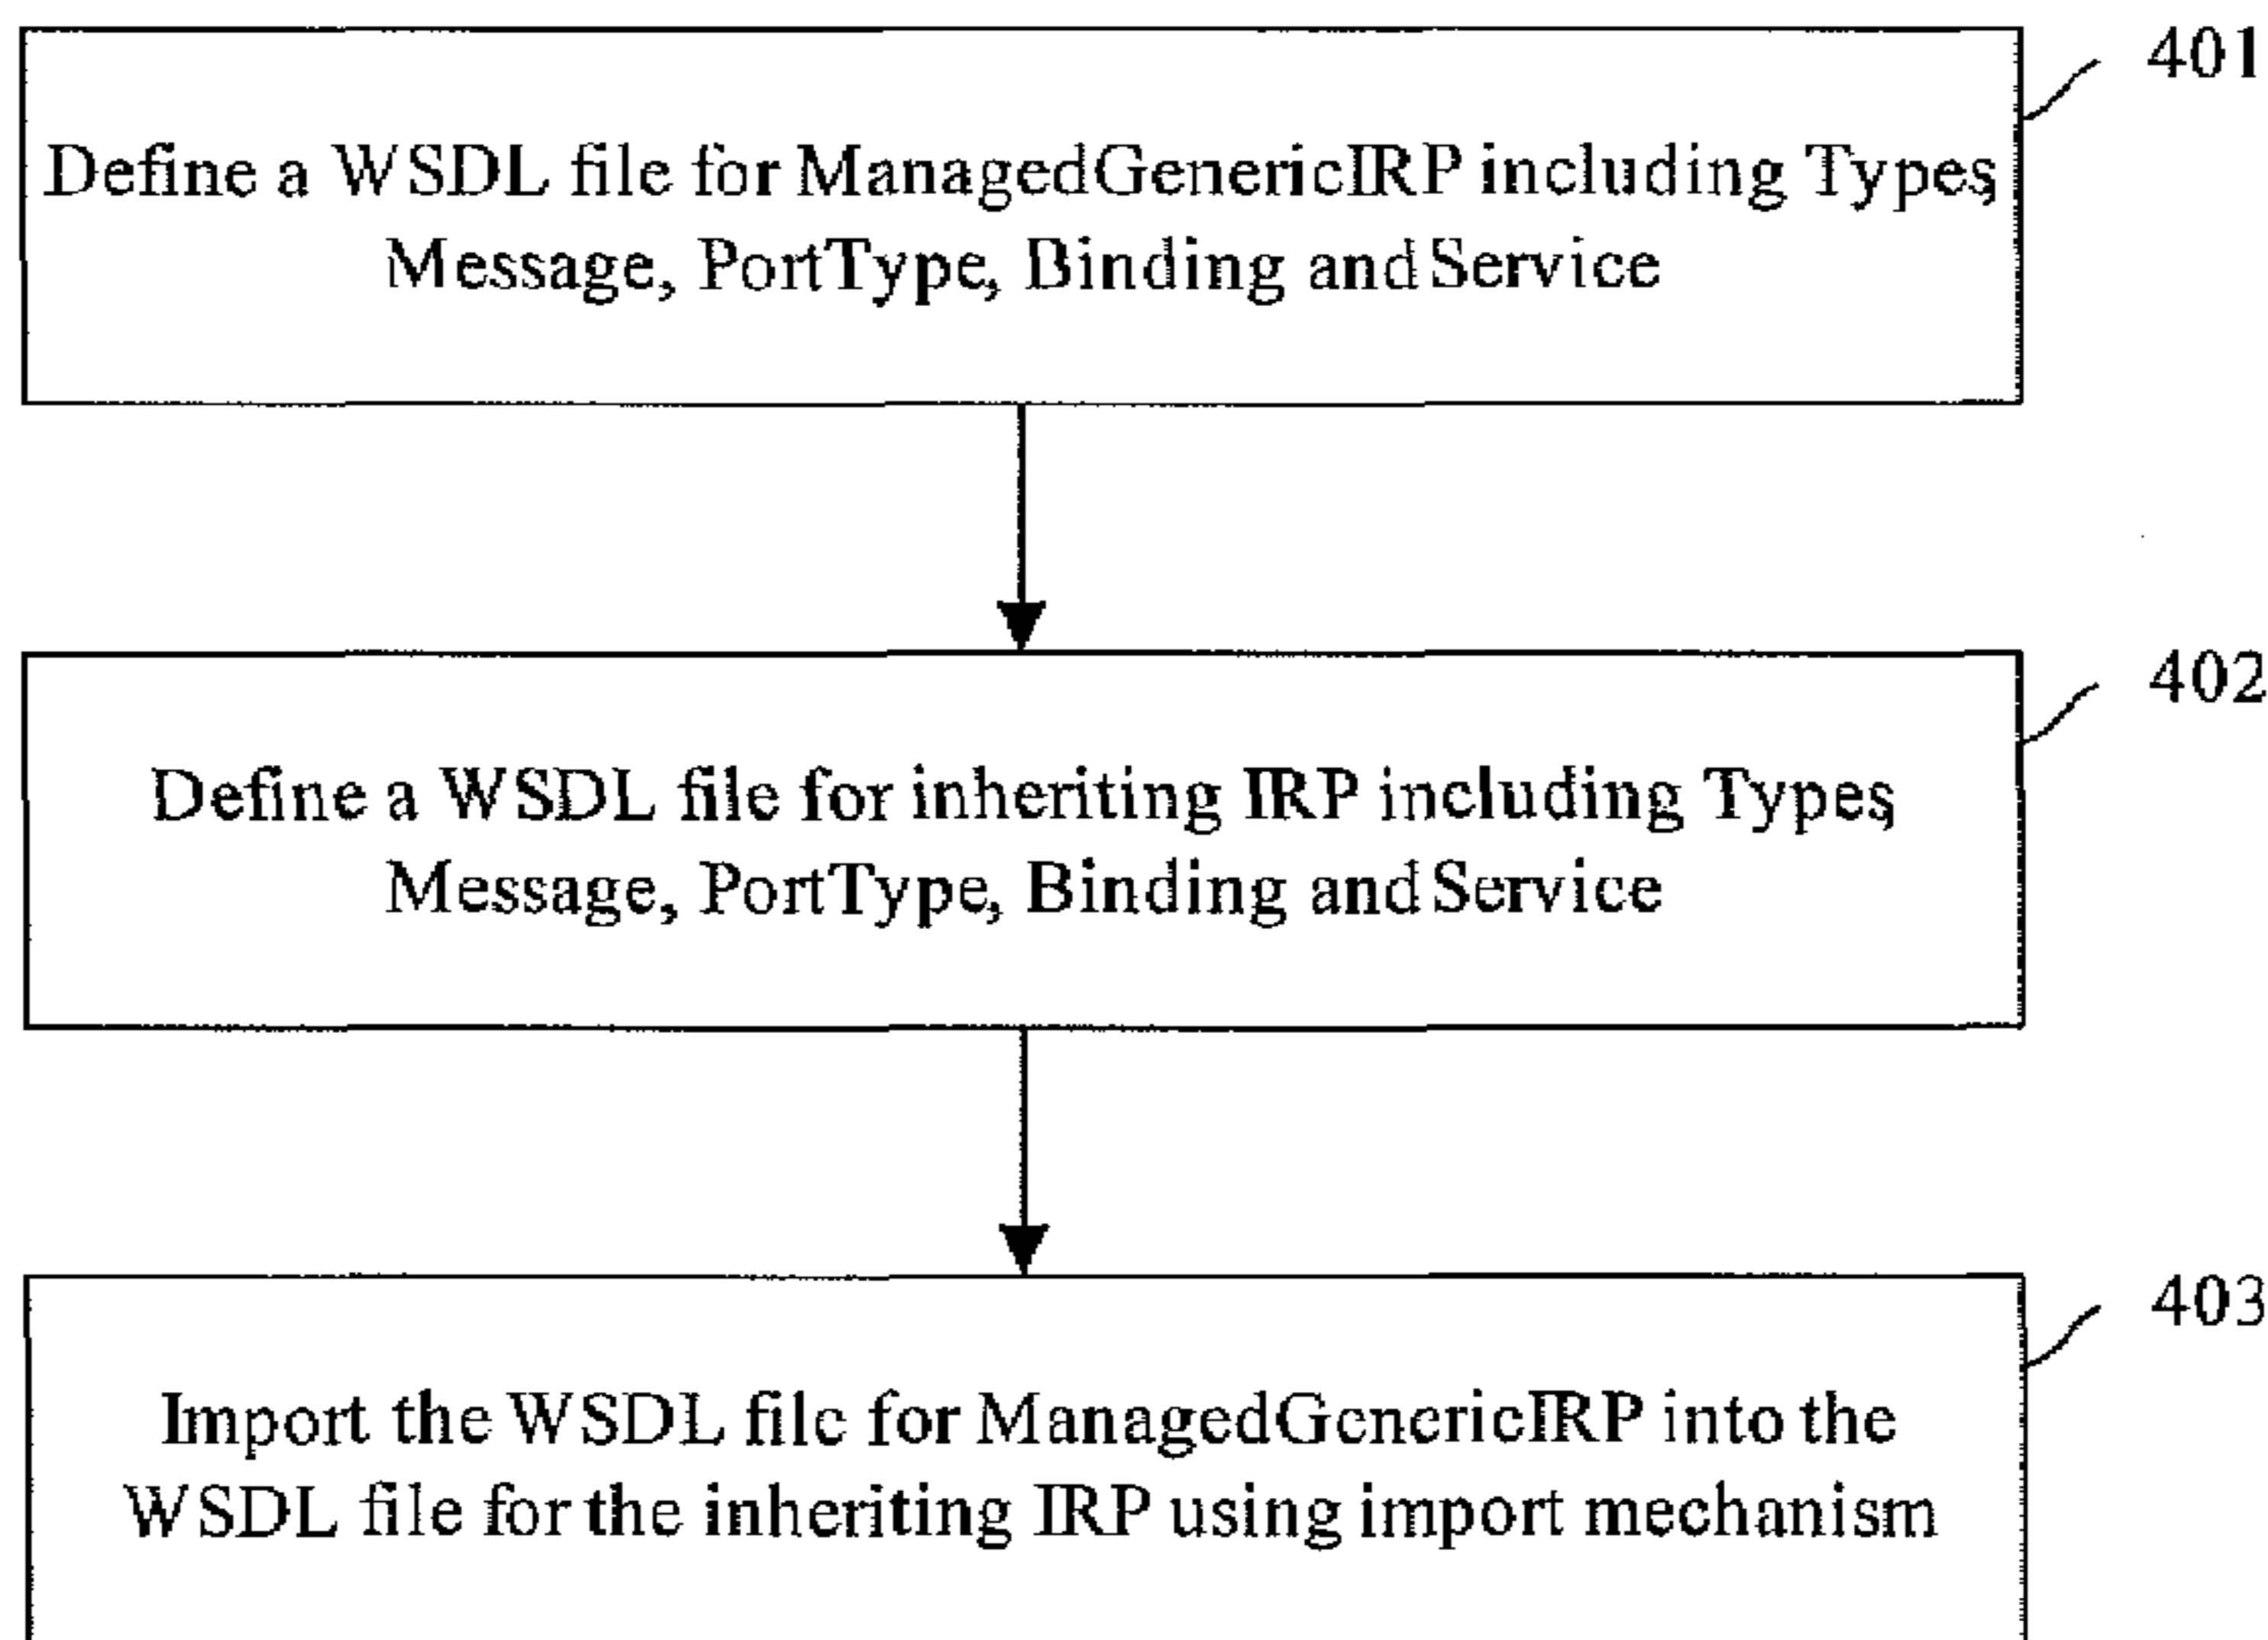 401
Define a WSDL file for ManagedGenericIRP including Types,
Message, PortType, Binding and Service
402
Define a WSDL file for inheriting IRP including Types,
Message, PortType, Binding and Service
403
Import the WSDL file for ManagedGenericIRP into the
WSDL file for the inheriting IRP using import mechanism